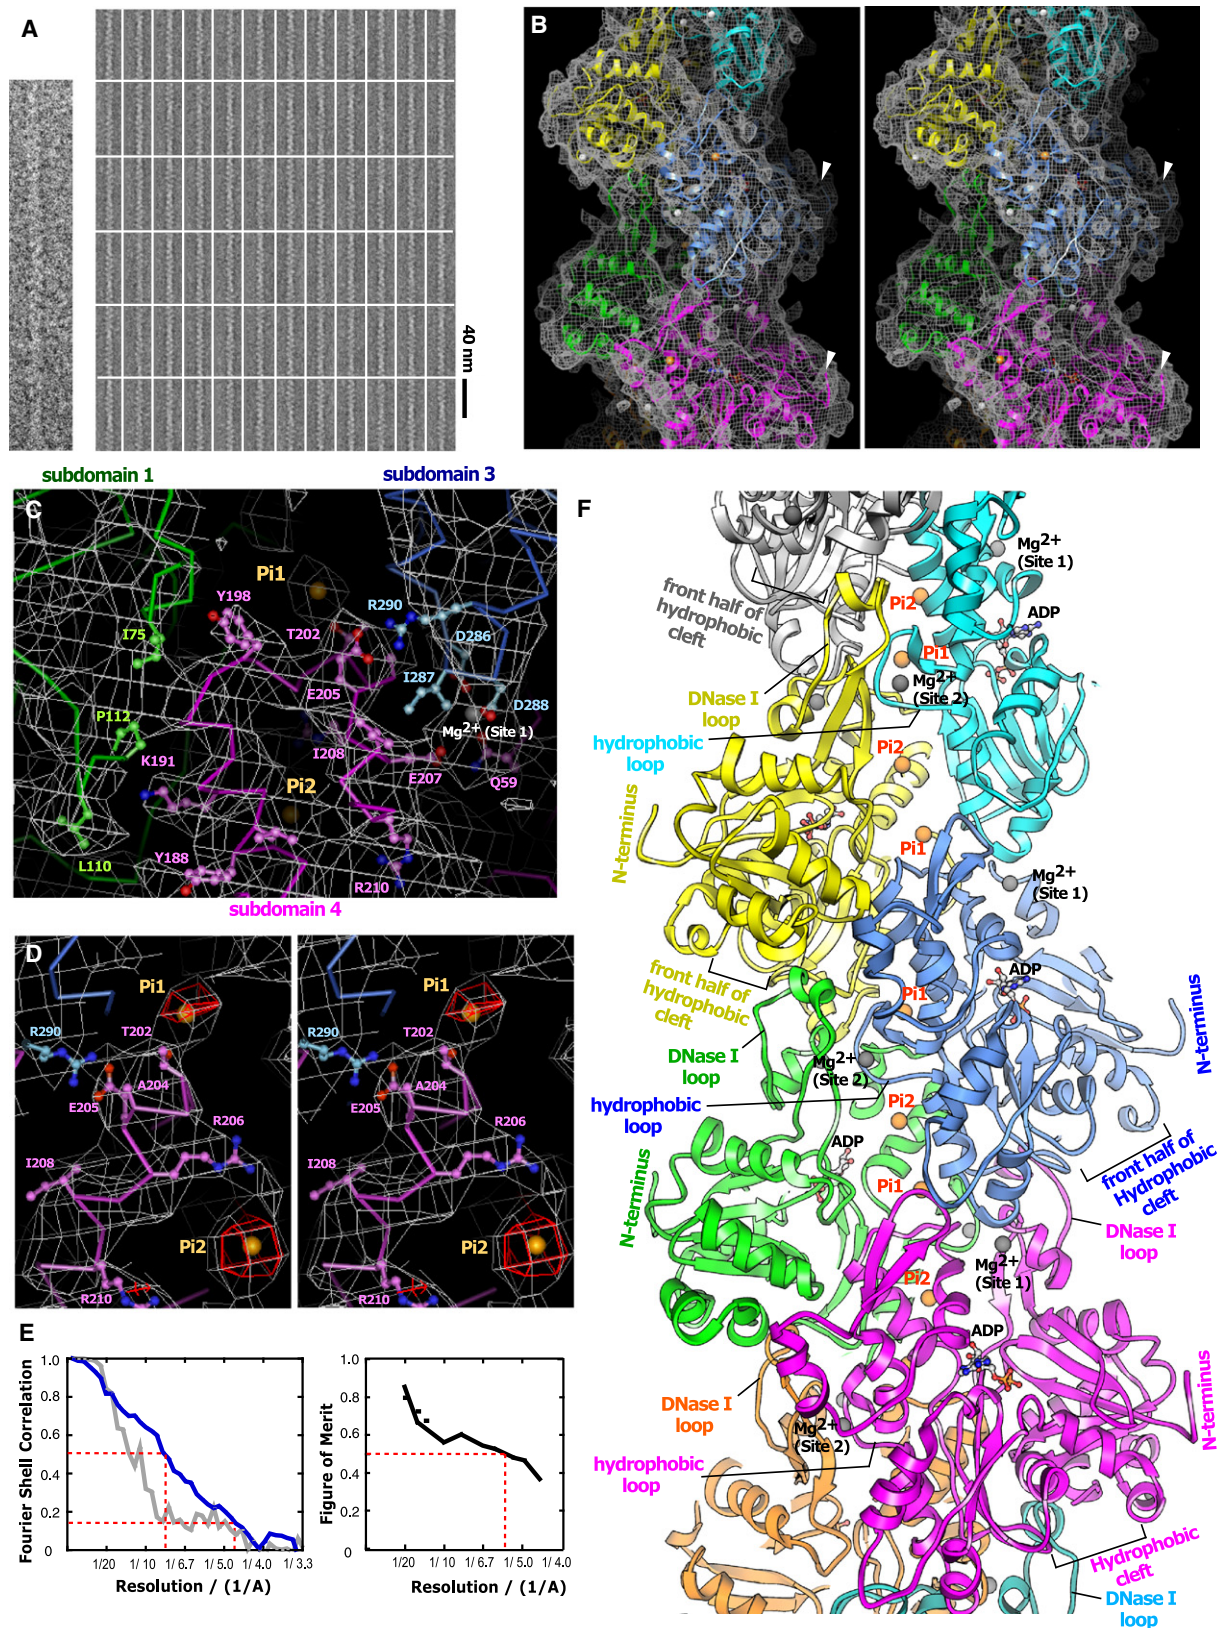 A
40 nm
B
subdomain 1
subdomain 3
C
Pi1
Y198
R290
I75
T202
D286
E205
I287
D288
P112
Mg2+ (Site 1)
K191
I208
E207
Q59
Pi2
L110
Y188
R210
subdomain 4
D
Pi1
R290
T202
A204
E205
R206
I208
Pi2
R210
Pi1
R290
T202
A204
E205
R206
I208
Pi2
R210
E
Fourier Shell Correlation
1.0
0.8
0.6
0.4
0.2
0
1/20
1/ 10
1/ 6.7
1/ 5.0
1/ 4.0
1/ 3.3
Resolution / (1/A)
Figure of Merit
1.0
0.8
0.6
0.4
0.2
0
1/20
1/ 10
1/ 6.7
1/ 5.0
1/ 4.0
Resolution / (1/A)
F
Mg2+
(Site 1)
front half of
hydrophobic
cleft
Pi2
ADP
Pi1
Mg2+
(Site 2)
DNase I
loop
hydrophobic
loop
Pi2
N-terminus
Pi1
Mg2+
(Site 1)
front half of
hydrophobic
cleft
ADP
Pi1
N-terminus
DNase I
loop
Mg2+
(Site 2)
hydrophobic
loop
Pi2
ADP
N-terminus
Pi1
front half of
Hydrophobic
cleft
DNase I
loop
Mg2+
(Site 1)
Pi2
ADP
N-terminus
DNase I
loop
Mg2+
(Site 2)
hydrophobic
loop
Hydrophobic
cleft
DNase I
loop